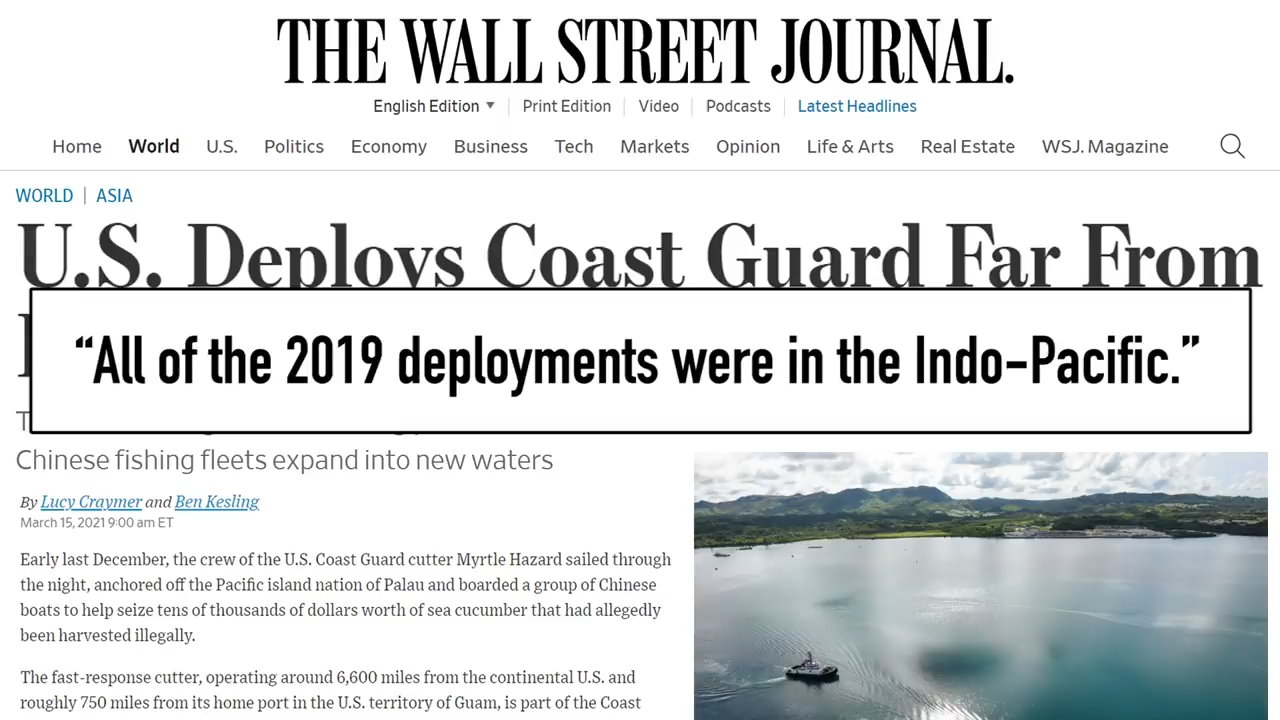 THE WALL STREET JOURNAL.
English Edition ▼ | Print Edition | Video | Podcasts | Latest Headlines
Home World U.S. Politics Economy Business Tech Markets Opinion Life & Arts Real Estate WSJ. Magazine
WORLD | ASIA
U.S. Deploys Coast Guard Far From
“All of the 2019 deployments were in the Indo-Pacific.”
Chinese fishing fleets expand into new waters
By Lucy Craymer and Ben Kesling
March 15, 2021 9:00 am ET
Early last December, the crew of the U.S. Coast Guard cutter Myrtle Hazard sailed through
the night, anchored off the Pacific island nation of Palau and boarded a group of Chinese
boats to help seize tens of thousands of dollars worth of sea cucumber that had allegedly
been harvested illegally.
The fast-response cutter, operating around 6,600 miles from the continental U.S. and
roughly 750 miles from its home port in the U.S. territory of Guam, is part of the Coast